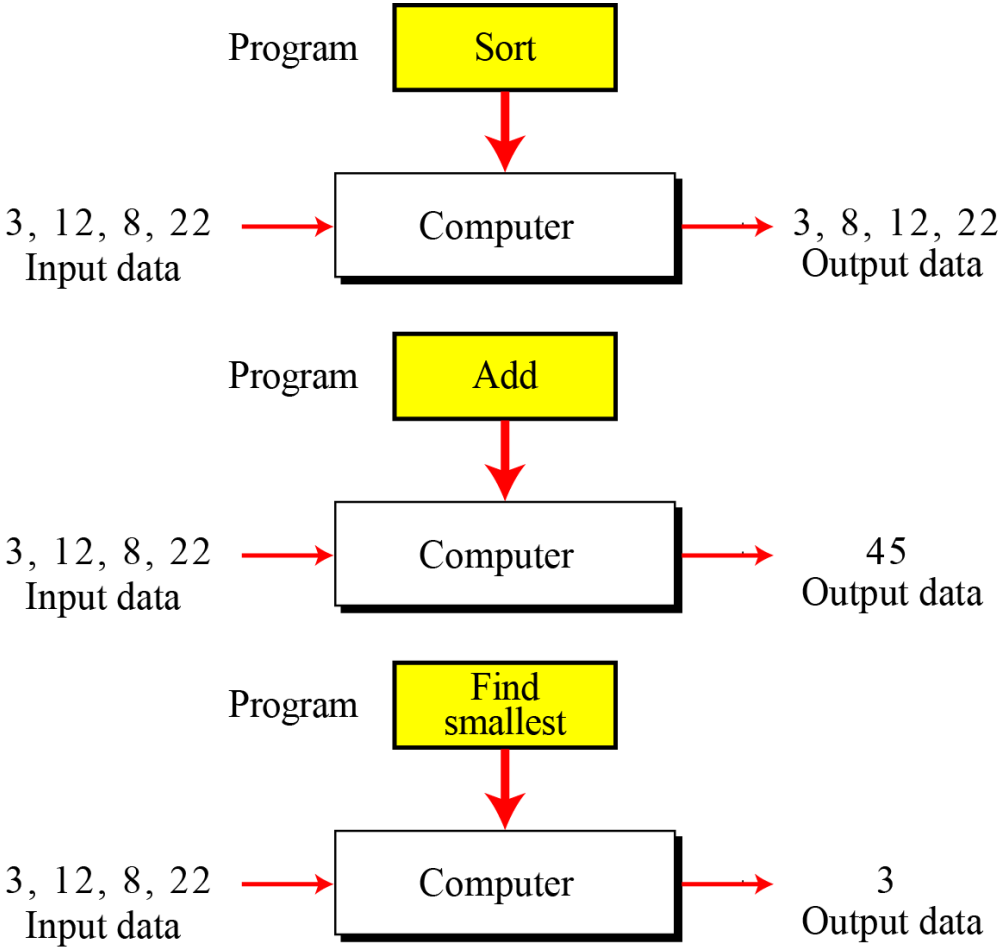 Program
Sort
3, 12, 8, 22
Input data
Computer
3, 8, 12, 22
Output data
Program
Add
3, 12, 8, 22
Input data
Computer
45
Output data
Program
Find
smallest
3, 12, 8, 22
Input data
Computer
3
Output data